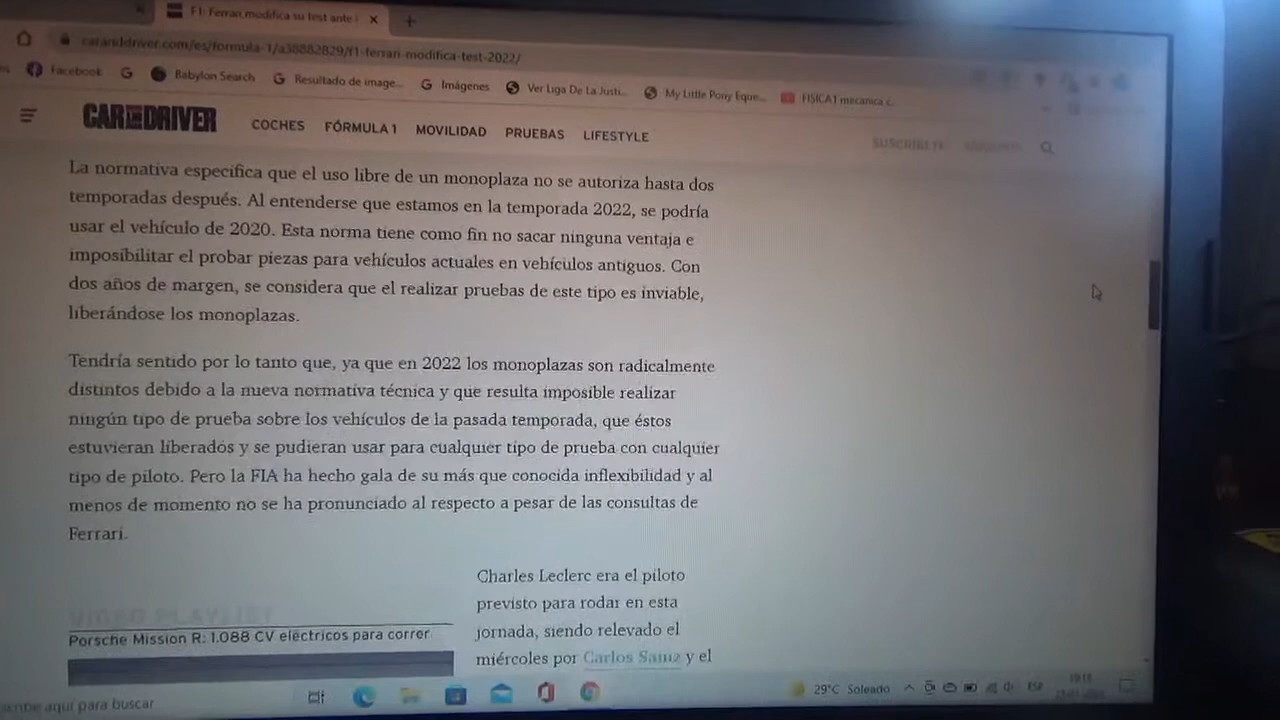 F1: Ferrari modifica su test ante
caranddriver.com/es/formula-1/a38882829/f1-ferrari-modifica-test-2022/
Facebook
Babylon Search
Resultado de image...
Imágenes
Ver Liga De La Justi...
My Little Pony Eque...
FISICA 1 mecanica c...
CAR AND DRIVER
COCHES
FÓRMULA 1
MOVILIDAD
PRUEBAS
LIFESTYLE
SUSCRÍBETE
La normativa especifica que el uso libre de un monoplaza no se autoriza hasta dos
temporadas después. Al entenderse que estamos en la temporada 2022, se podría
usar el vehículo de 2020. Esta norma tiene como fin no sacar ninguna ventaja e
imposibilitar el probar piezas para vehículos actuales en vehículos antiguos. Con
dos años de margen, se considera que el realizar pruebas de este tipo es inviable,
liberándose los monoplazas.
Tendría sentido por lo tanto que, ya que en 2022 los monoplazas son radicalmente
distintos debido a la nueva normativa técnica y que resulta imposible realizar
ningún tipo de prueba sobre los vehículos de la pasada temporada, que éstos
estuvieran liberados y se pudieran usar para cualquier tipo de prueba con cualquier
tipo de piloto. Pero la FIA ha hecho gala de su más que conocida inflexibilidad y al
menos de momento no se ha pronunciado al respecto a pesar de las consultas de
Ferrari.
VIDEO PLAYLIST
Porsche Mission R: 1.088 CV eléctricos para correr
Charles Leclerc era el piloto
previsto para rodar en esta
jornada, siendo relevado el
miércoles por Carlos Sainz y el
aquí para buscar
29°C Soleado
ESP